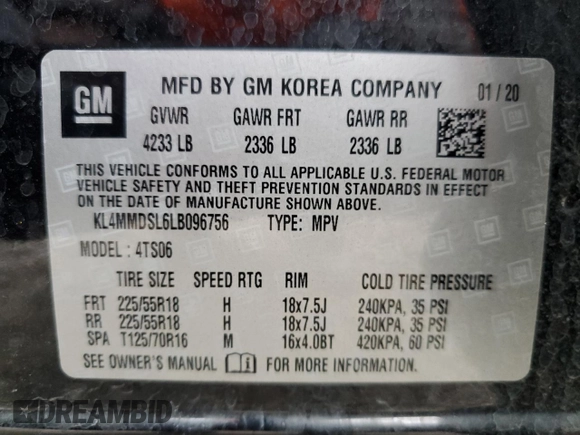 GM
MFD BY GM KOREA COMPANY 01/20
GVWR GAWR FRT GAWR RR
4233 LB 2336 LB 2336 LB
THIS VEHICLE CONFORMS TO ALL APPLICABLE U.S. FEDERAL MOTOR
VEHICLE SAFETY AND THEFT PREVENTION STANDARDS IN EFFECT
ON THE DATE OF MANUFACTURE SHOWN ABOVE.
KL4MMDSL6LB096756 TYPE: MPV
MODEL: 4TS06
TIRE SIZE SPEED RTG RIM COLD TIRE PRESSURE
FRT 225/55R18 H 18x7.5J 240KPA, 35 PSI
RR 225/55R18 H 18x7.5J 240KPA, 35 PSI
SPA T125/70R16 M 16x4.0BT 420KPA, 60 PSI
SEE OWNER'S MANUAL FOR MORE INFORMATION.
DREAMBID